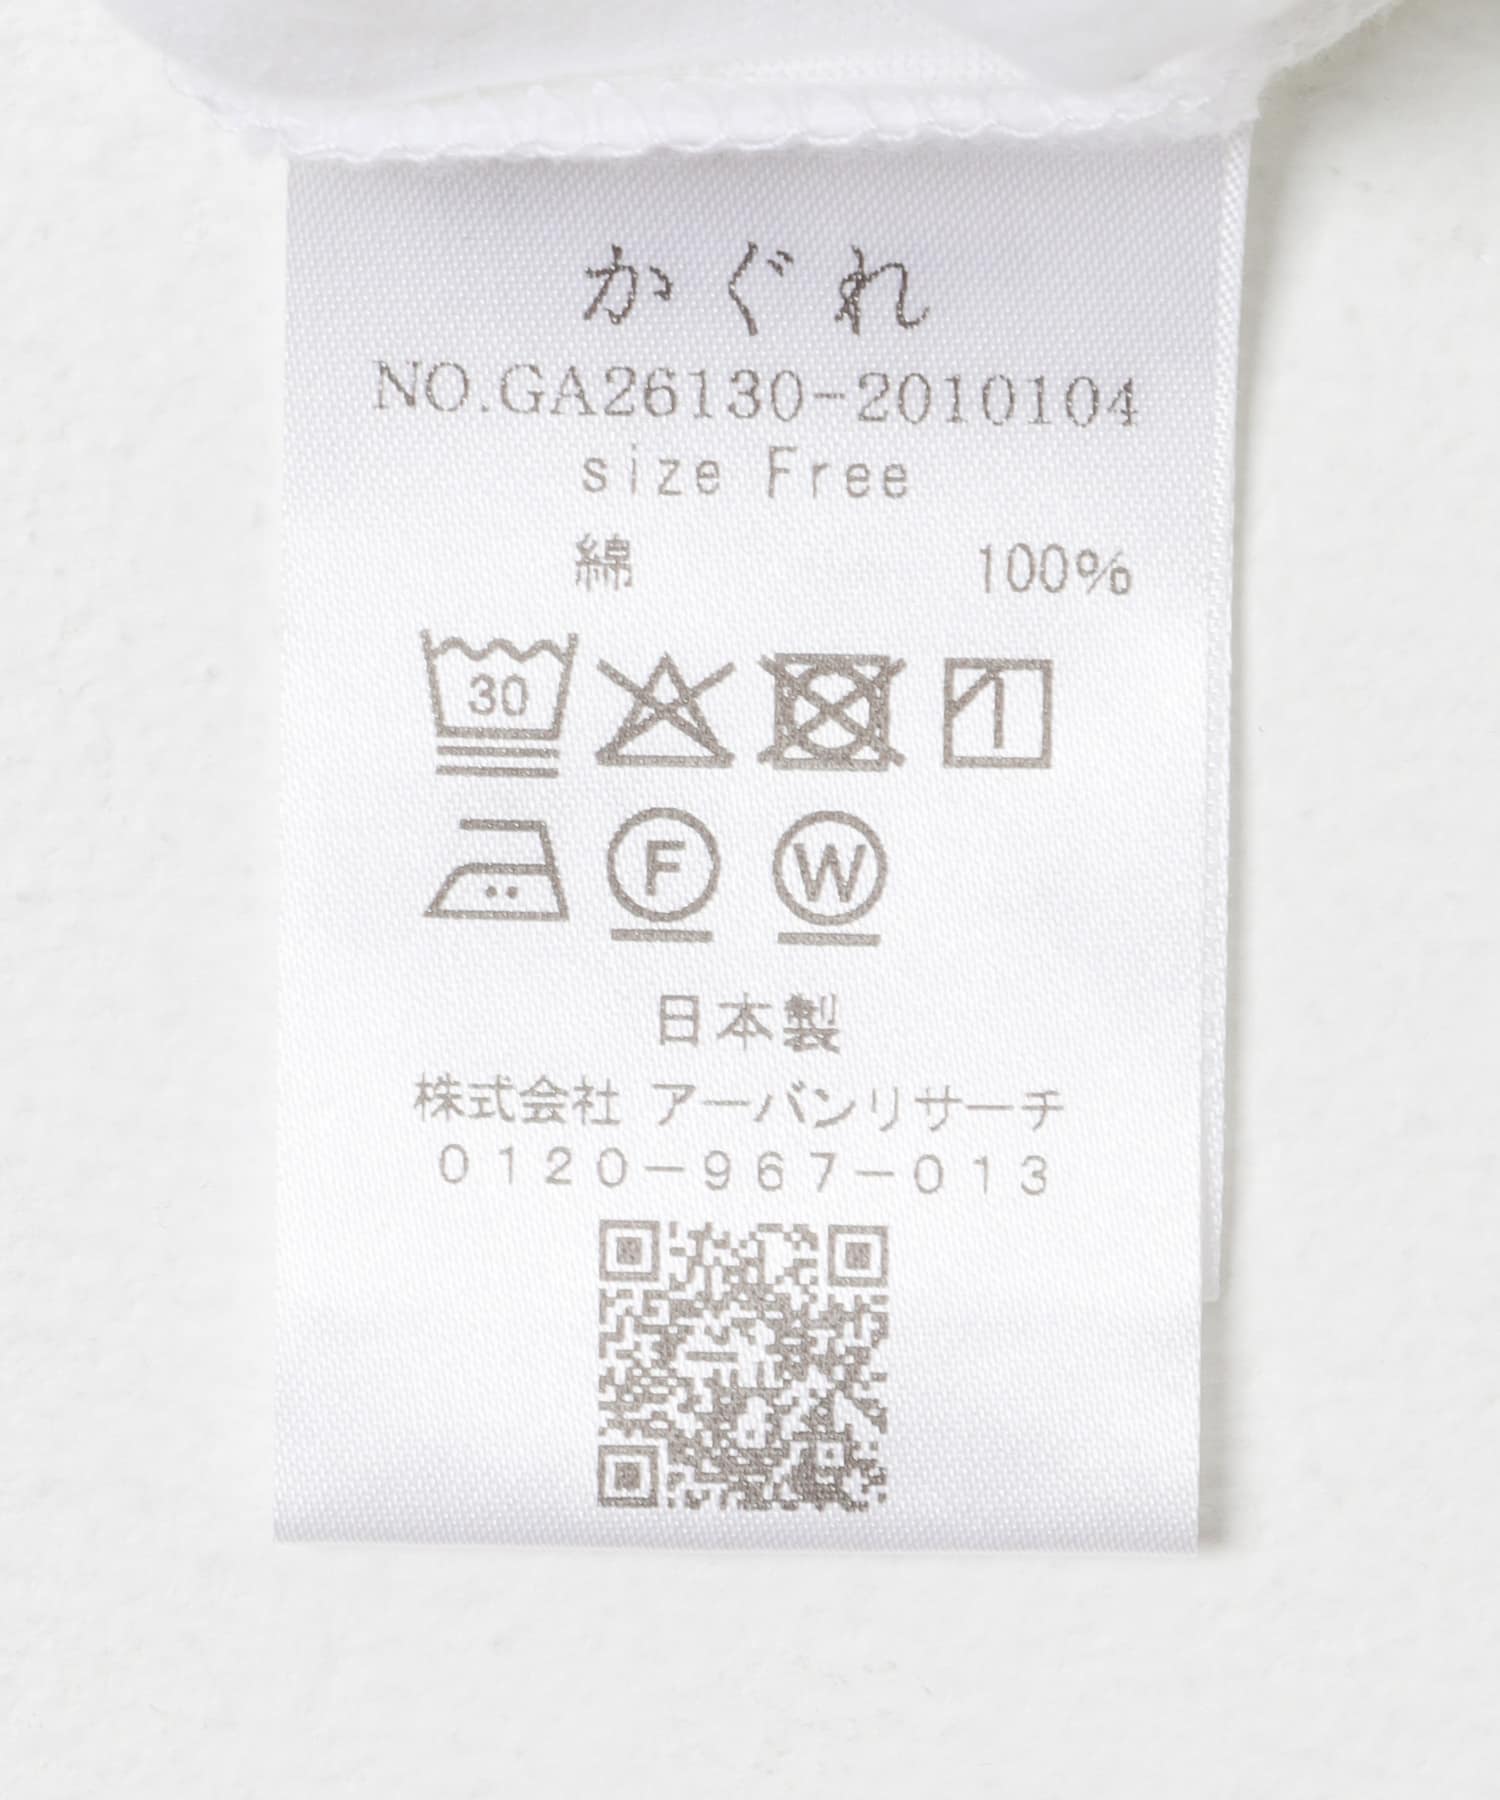 かぐれ
NO.GA26130-2010104
size Free
綿 100%
30
F W
日本製
株式会社 アーバンリサーチ
0120-967-013